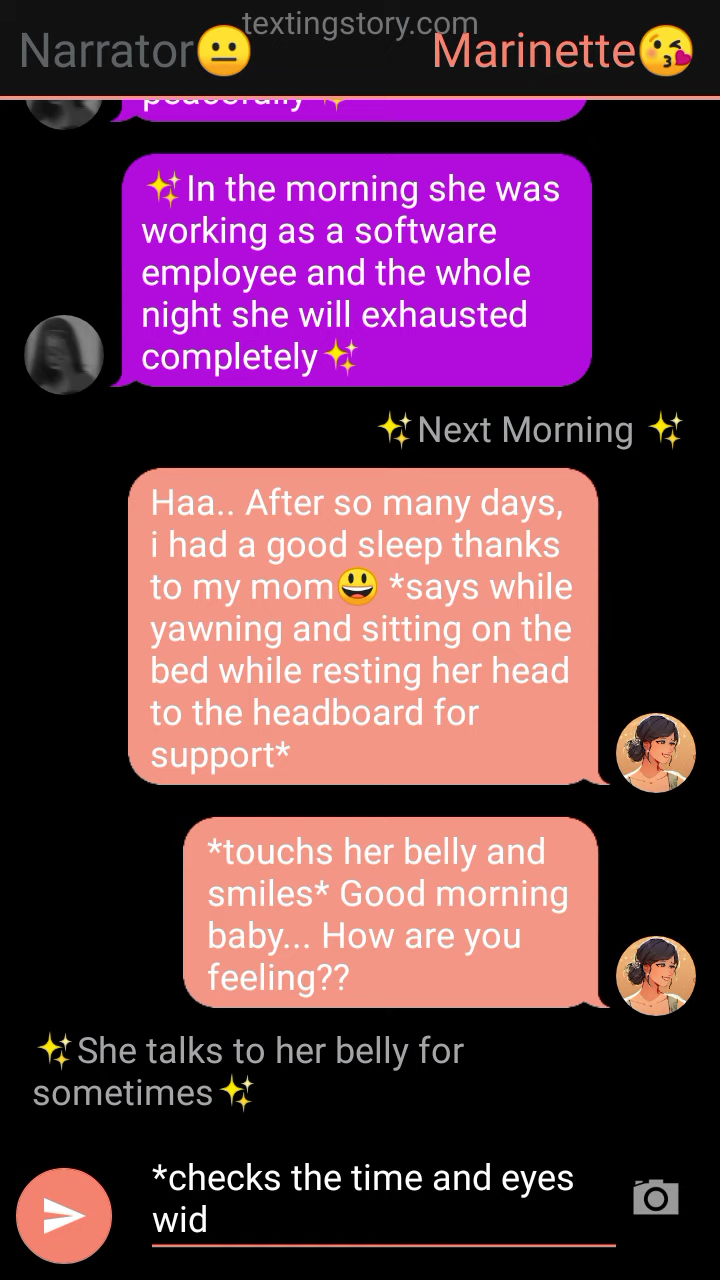 textingstory.com
Narrator😐 Marinette😘
peacefully ✨
✨In the morning she was
working as a software
employee and the whole
night she will exhausted
completely✨
✨Next Morning ✨
Haa.. After so many days,
i had a good sleep thanks
to my mom😃 *says while
yawning and sitting on the
bed while resting her head
to the headboard for
support*
*touchs her belly and
smiles* Good morning
baby... How are you
feeling??
✨She talks to her belly for
sometimes✨
*checks the time and eyes
wid